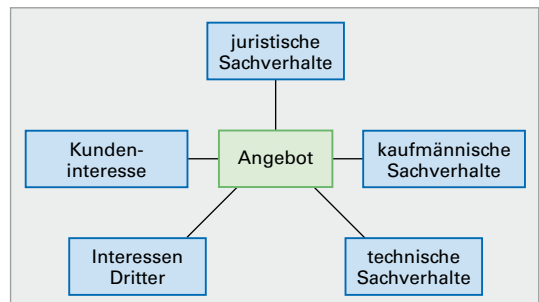 juristische
Sachverhalte
Kunden-
interesse
Angebot
kaufmännische
Sachverhalte
Interessen
Dritter
technische
Sachverhalte